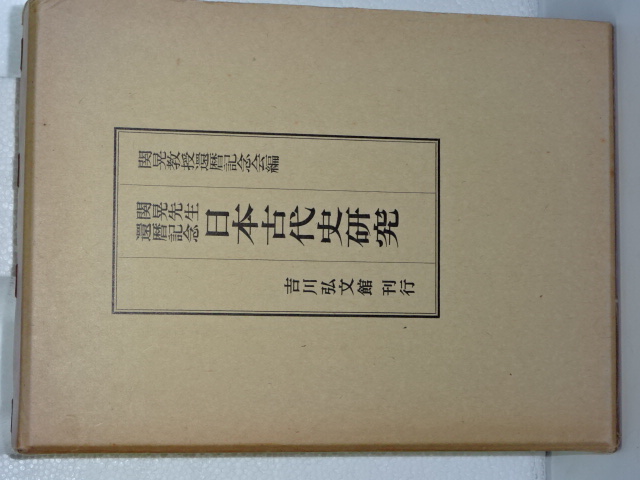 関晃教授還暦記念会編
関晃先生
還暦記念
日本古代史研究
吉川弘文館刊行